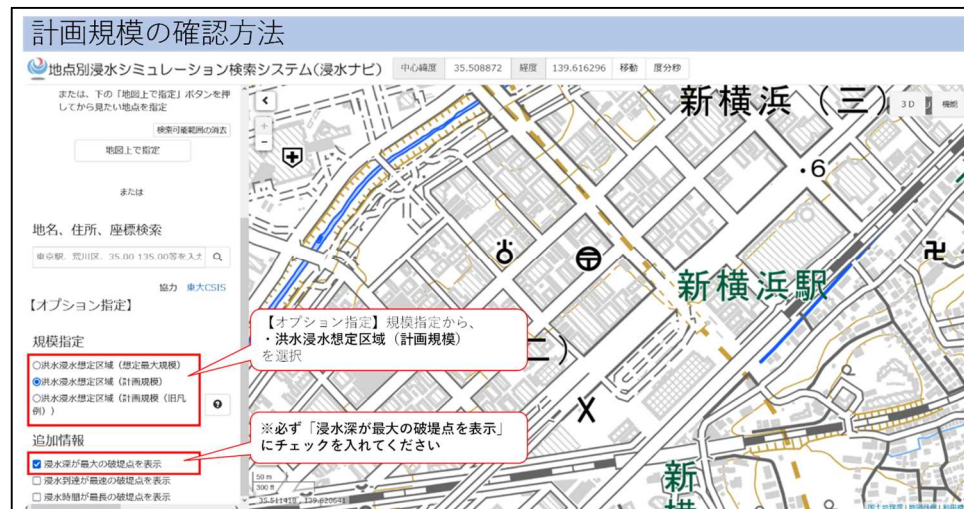 計画規模の確認方法
地点別浸水シミュレーション検索システム(浸水ナビ)
中心緯度 35.508872 経度 139.616296 移動 度分秒
または、下の「地図上で指定」ボタンを押
してから見たい地点を指定
検索可能範囲の消去
地図上で指定
または
地名、住所、座標検索
東京駅、荒川区、35.00 135.00等を入力
協力 東大CSIS
【オプション指定】
規模指定
洪水浸水想定区域（想定最大規模）
洪水浸水想定区域（計画規模）
洪水浸水想定区域（計画規模（旧凡
例））
追加情報
浸水深が最大の破堤点を表示
浸水到達が最速の破堤点を表示
浸水時間が最長の破堤点を表示
【オプション指定】規模指定から、
・洪水浸水想定区域（計画規模）
を選択
※必ず「浸水深が最大の破堤点を表示」
にチェックを入れてください
新横浜（三）
3D
機能
.6
新横浜駅
二）
新
横
50 m
300 ft